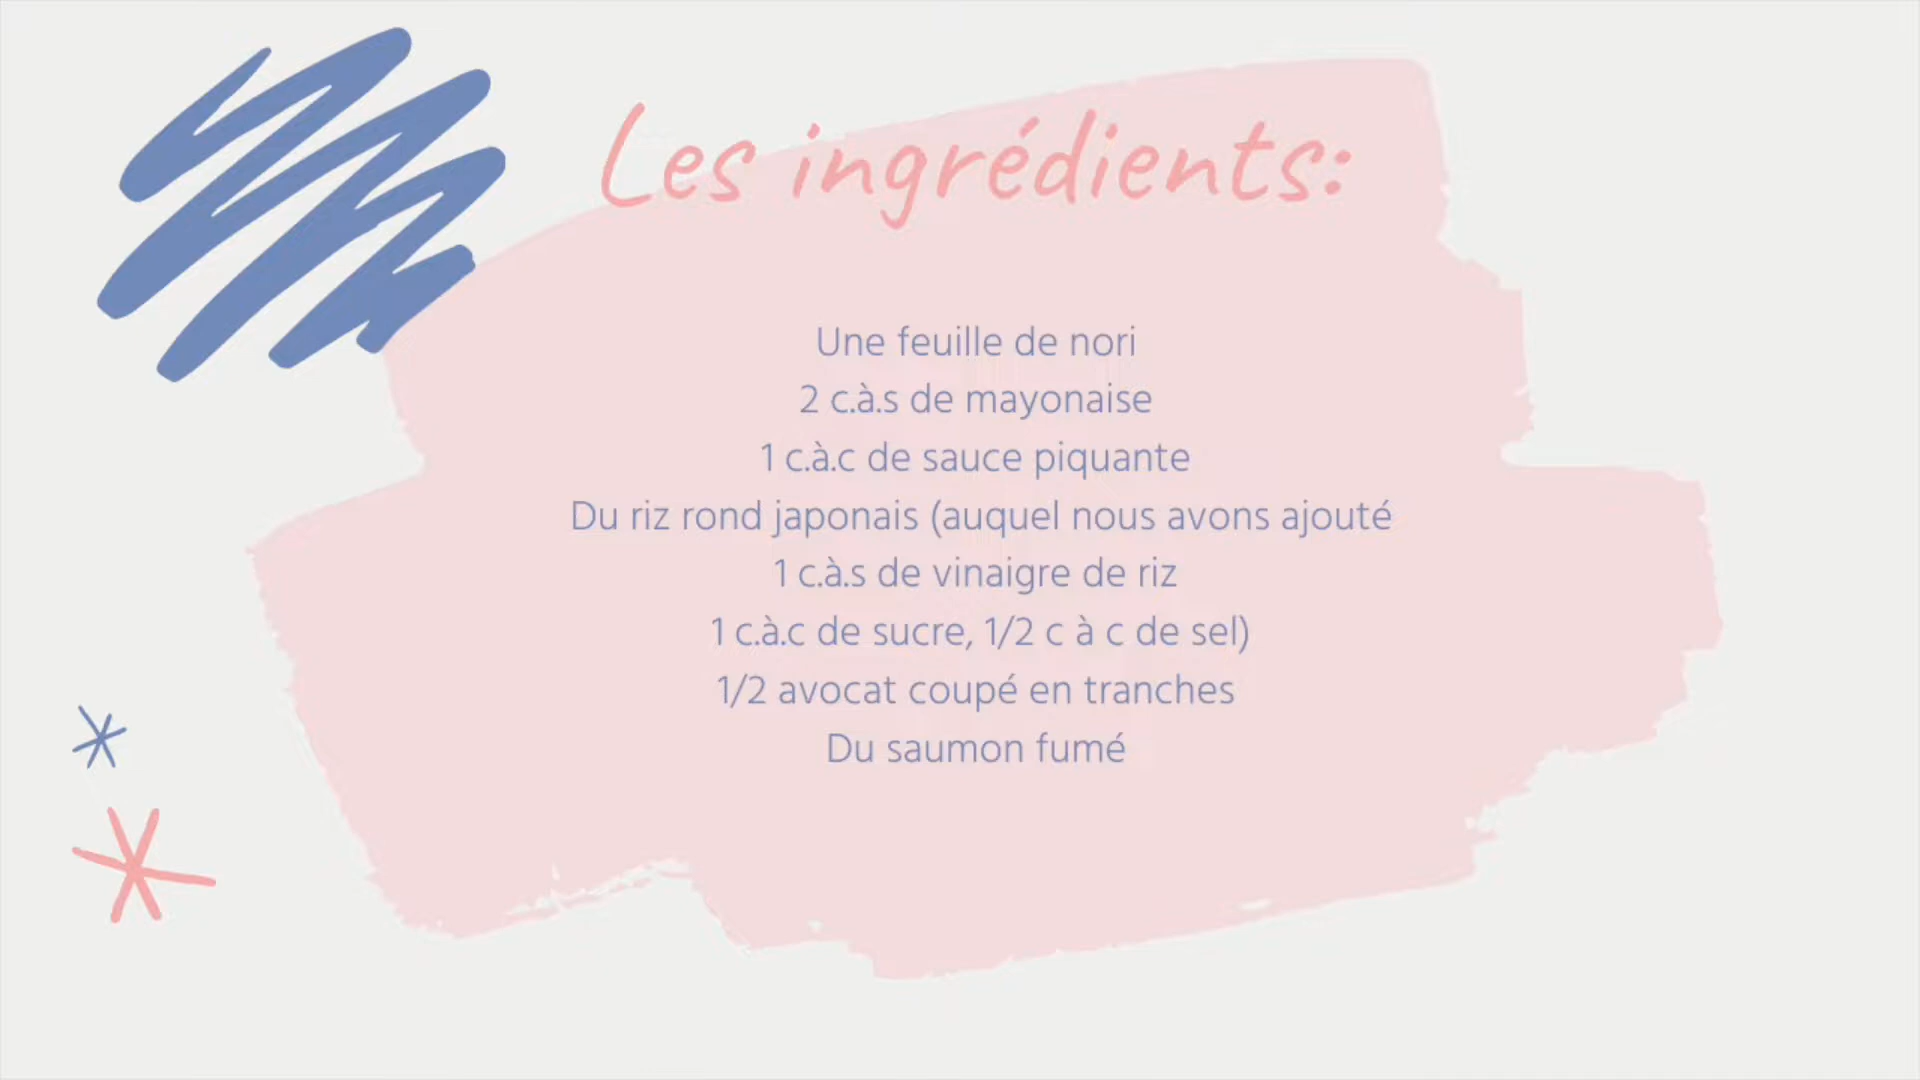 Les ingrédients:
Une feuille de nori
2 c.à.s de mayonaise
1 c.à.c de sauce piquante
Du riz rond japonais (auquel nous avons ajouté
1 c.à.s de vinaigre de riz
1 c.à.c de sucre, 1/2 c à c de sel)
1/2 avocat coupé en tranches
Du saumon fumé